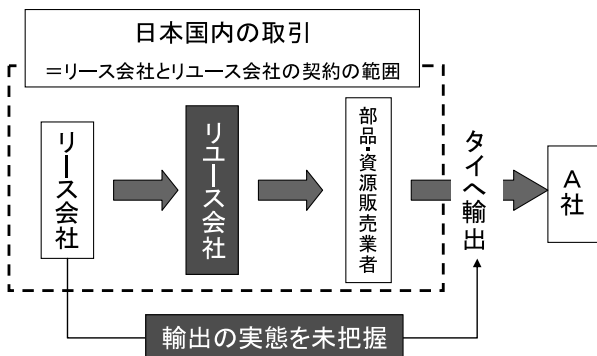 日本国内の取引
＝リース会社とリユース会社の契約の範囲
リース会社
リユース会社
部品・資源販売業者
タイへ輸出
A社
輸出の実態を未把握